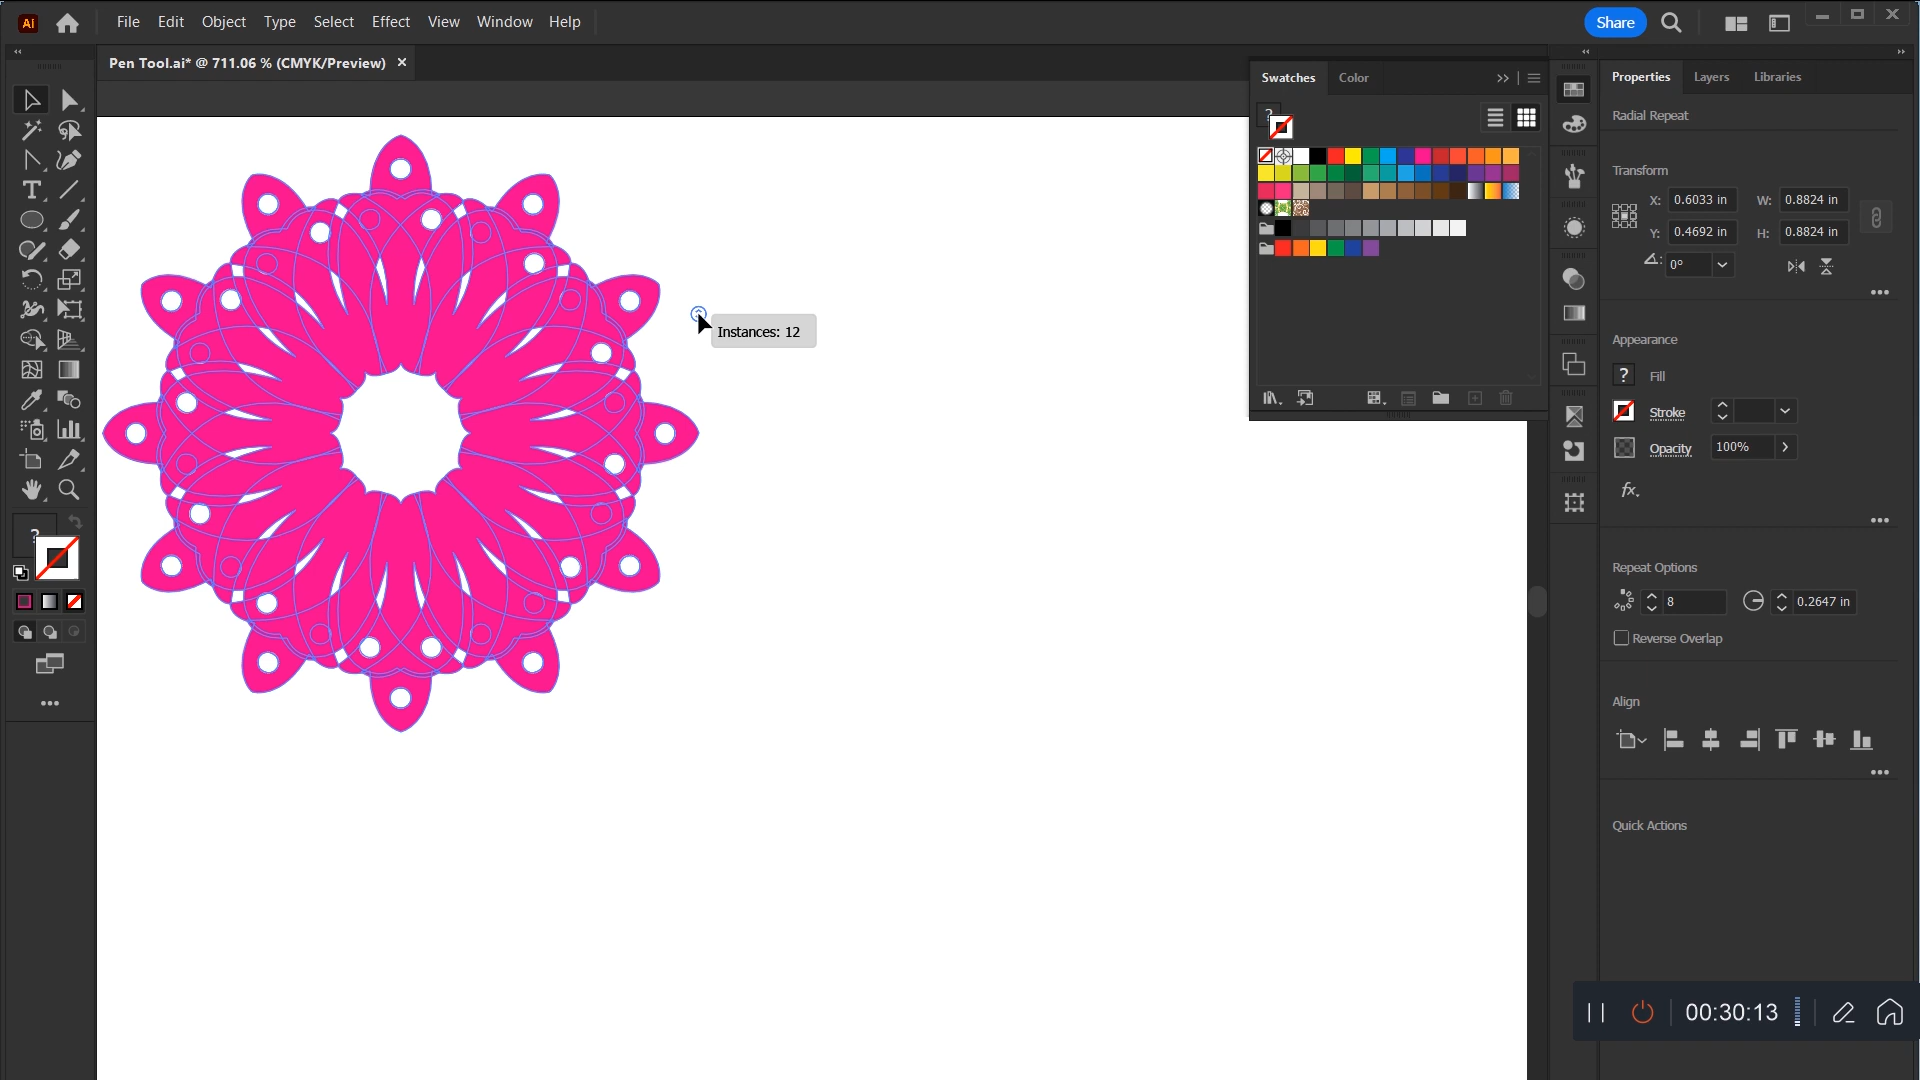 Ai File Edit Object Type Select Effect View Window Help Share
Pen Tool.ai* @ 711.06 % (CMYK/Preview) ×
Swatches Color
Properties Layers Libraries
Radial Repeat
Transform
X: 0.6033 in W: 0.8824 in
Y: 0.4692 in H: 0.8824 in
0°
Instances: 12
Appearance
? Fill
Stroke
Opacity 100%
fx.
Repeat Options
8 0.2647 in
Reverse Overlap
Align
Quick Actions
00:30:13